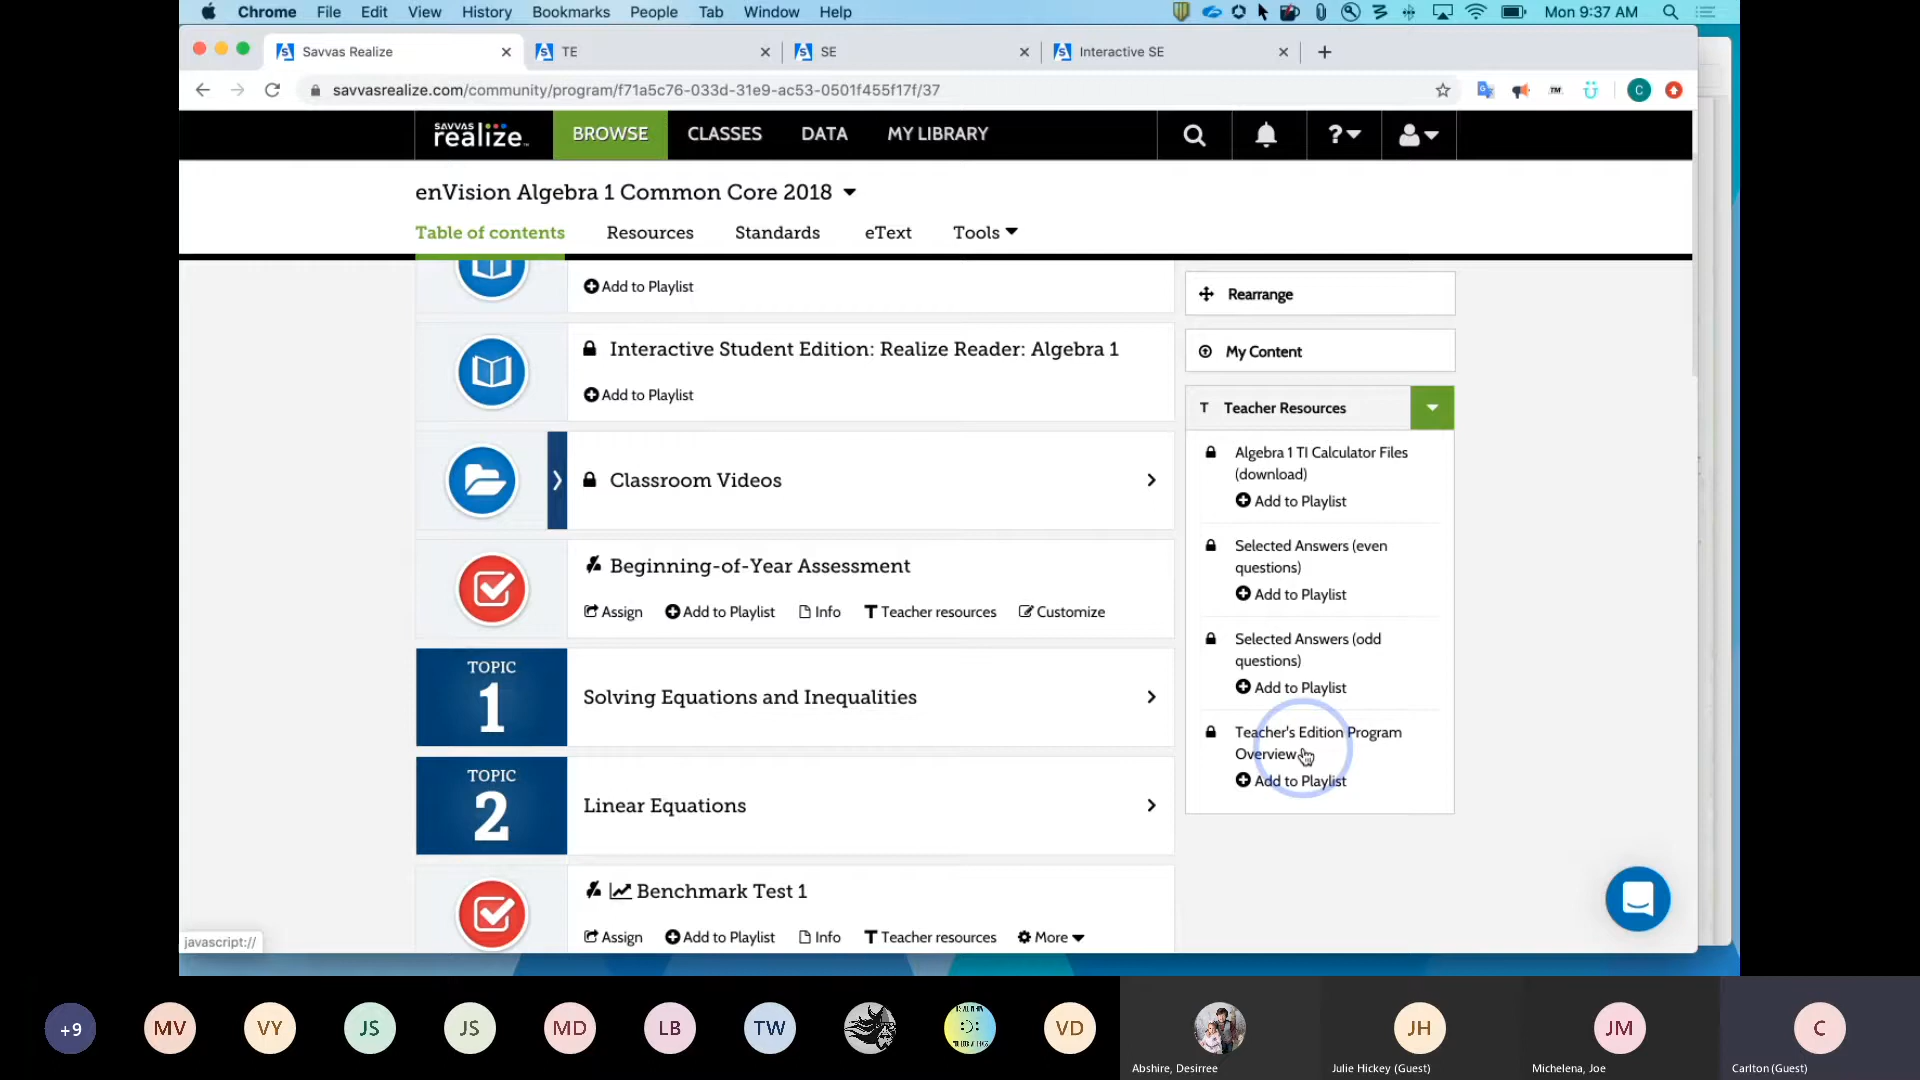 Chrome File Edit View History Bookmarks People Tab Window Help Mon 9:37 AM
Savvas Realize TE SE Interactive SE
savvasrealize.com/community/program/f71a5c76-033d-31e9-ac53-0501f455f17f/37
C
SAVVAS realize™ BROWSE CLASSES DATA MY LIBRARY ?
enVision Algebra 1 Common Core 2018
Table of contents Resources Standards eText Tools
Add to Playlist
Interactive Student Edition: Realize Reader: Algebra 1
Add to Playlist
Classroom Videos
Beginning-of-Year Assessment
Assign Add to Playlist Info T Teacher resources Customize
TOPIC
1
Solving Equations and Inequalities
TOPIC
2
Linear Equations
Benchmark Test 1
Assign Add to Playlist Info T Teacher resources More
Rearrange
My Content
T Teacher Resources
Algebra 1 TI Calculator Files
(download)
Add to Playlist
Selected Answers (even
questions)
Add to Playlist
Selected Answers (odd
questions)
Add to Playlist
Teacher's Edition Program
Overview
Add to Playlist
javascript://
+9 MV VY JS JS MD LB TW VD JH JM C
Abshire, Desirree Julie Hickey (Guest) Michelena, Joe Carlton (Guest)